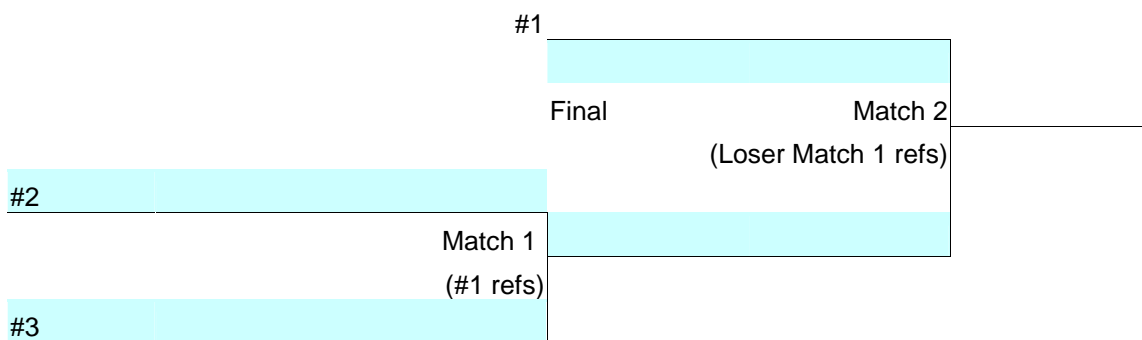 #1
Final Match 2
(Loser Match 1 refs)
#2
Match 1
(#1 refs)
#3